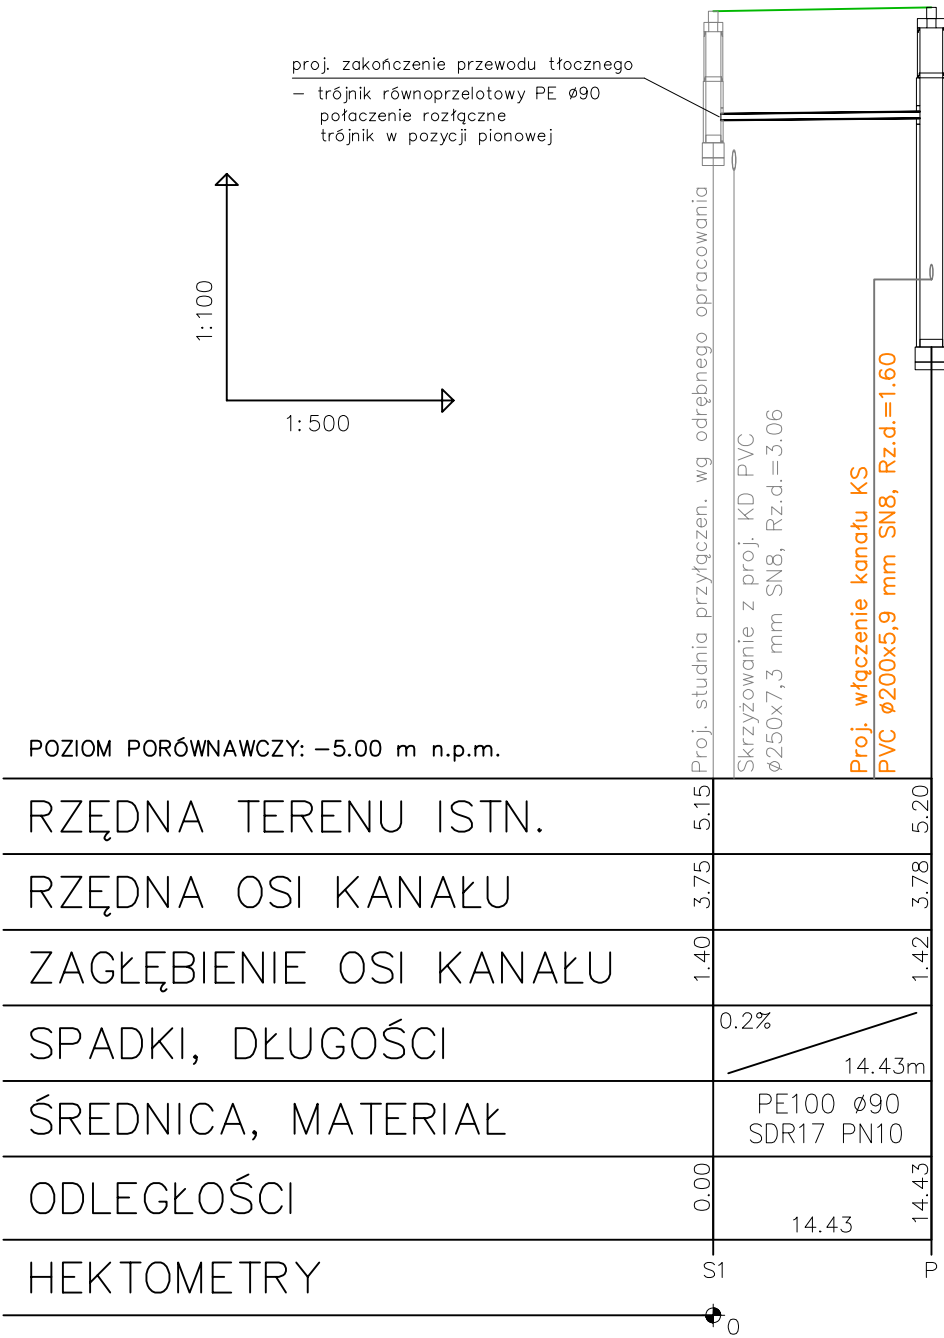 proj. zakończenie przewodu tłocznego
– trójnik równoprzelotowy PE ø90
połaczenie rozłączne
trójnik w pozycji pionowej
1:100
1:500
Proj. studnia przyłączen. wg odrębnego opracowania
Skrzyżowanie z proj. KD PVC
ø250x7,3 mm SN8, Rz.d.=3.06
Proj. włączenie kanału KS
PVC ø200x5,9 mm SN8, Rz.d.=1.60
POZIOM PORÓWNAWCZY: –5.00 m n.p.m.
RZĘDNA TERENU ISTN. 5.15 5.20
RZĘDNA OSI KANAŁU 3.75 3.78
ZAGŁĘBIENIE OSI KANAŁU 1.40 1.42
SPADKI, DŁUGOŚCI 0.2% 14.43m
ŚREDNICA, MATERIAŁ
PE100 ø90
SDR17 PN10
ODLEGŁOŚCI 0.00 14.43 14.43
HEKTOMETRY S1 P
0